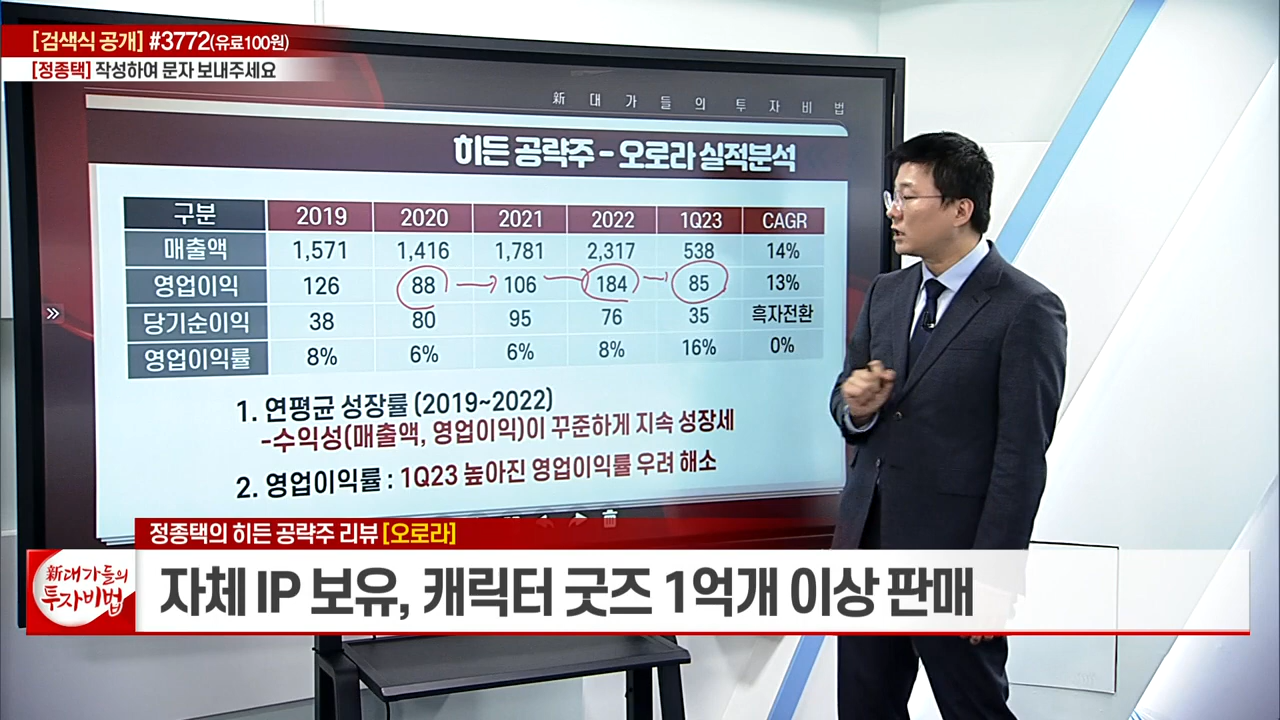 [검색식 공개] #3772(유료100원)
[정종택] 작성하여 문자 보내주세요
新 대 가 들 의 투 자 비 법
히든 공략주 - 오로라 실적분석
구분 2019 2020 2021 2022 1Q23 CAGR
매출액 1,571 1,416 1,781 2,317 538 14%
영업이익 126 88 106 184 85 13%
당기순이익 38 80 95 76 35 흑자전환
영업이익률 8% 6% 6% 8% 16% 0%
1. 연평균 성장률 (2019~2022)
-수익성(매출액, 영업이익)이 꾸준하게 지속 성장세
2. 영업이익률 : 1Q23 높아진 영업이익률 우려 해소
정종택의 히든 공략주 리뷰 [오로라]
新대가들의
투자비법
자체 IP 보유, 캐릭터 굿즈 1억개 이상 판매